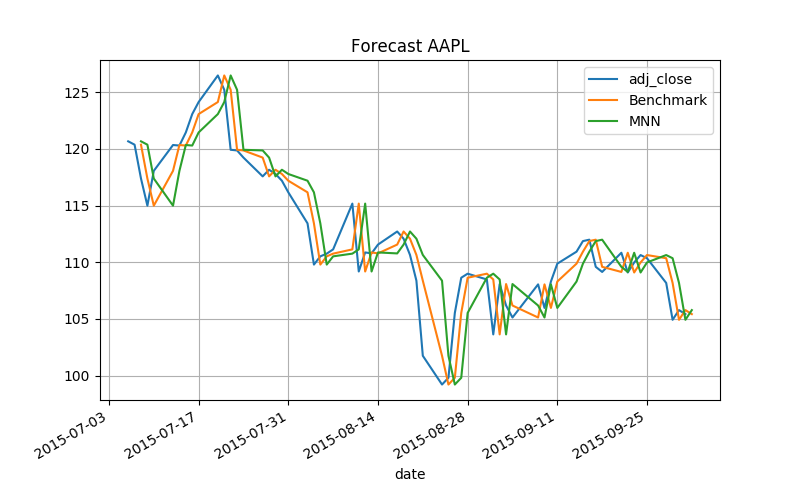 Forecast AAPL
adj_close
Benchmark
MNN
125
120
115
110
105
100
2015-07-03
2015-07-17
2015-07-31
2015-08-14
2015-08-28
2015-09-11
2015-09-25
date